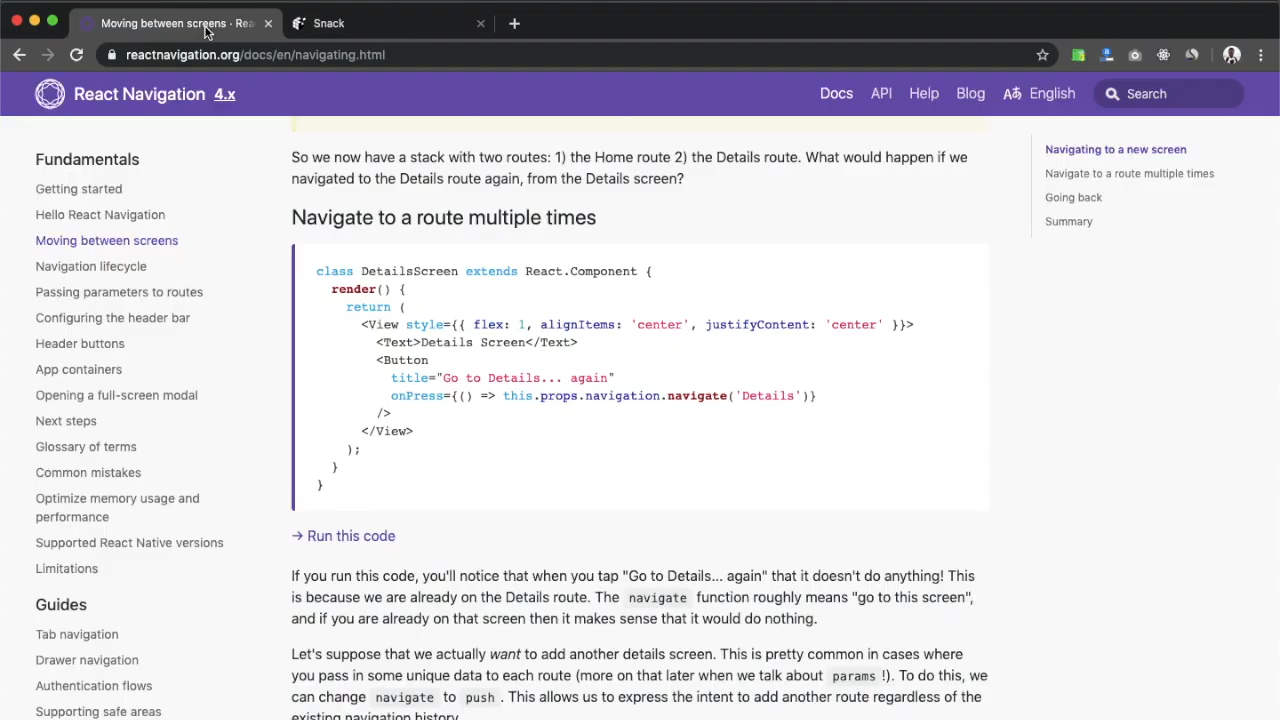 Moving between screens · Rea
Snack
reactnavigation.org/docs/en/navigating.html
React Navigation 4.x
Docs API Help Blog English Search
Fundamentals
Getting started
Hello React Navigation
Moving between screens
Navigation lifecycle
Passing parameters to routes
Configuring the header bar
Header buttons
App containers
Opening a full-screen modal
Next steps
Glossary of terms
Common mistakes
Optimize memory usage and
performance
Supported React Native versions
Limitations
Guides
Tab navigation
Drawer navigation
Authentication flows
Supporting safe areas
So we now have a stack with two routes: 1) the Home route 2) the Details route. What would happen if we
navigated to the Details route again, from the Details screen?
Navigate to a route multiple times
class DetailsScreen extends React.Component {
  render() {
    return (
      <View style={{ flex: 1, alignItems: 'center', justifyContent: 'center' }}>
        <Text>Details Screen</Text>
        <Button
          title="Go to Details... again"
          onPress={() => this.props.navigation.navigate('Details')}
        />
      </View>
    );
  }
}
→ Run this code
If you run this code, you'll notice that when you tap "Go to Details... again" that it doesn't do anything! This
is because we are already on the Details route. The navigate function roughly means "go to this screen",
and if you are already on that screen then it makes sense that it would do nothing.
Let's suppose that we actually want to add another details screen. This is pretty common in cases where
you pass in some unique data to each route (more on that later when we talk about params !). To do this, we
can change navigate to push . This allows us to express the intent to add another route regardless of the
existing navigation history.
Navigating to a new screen
Navigate to a route multiple times
Going back
Summary